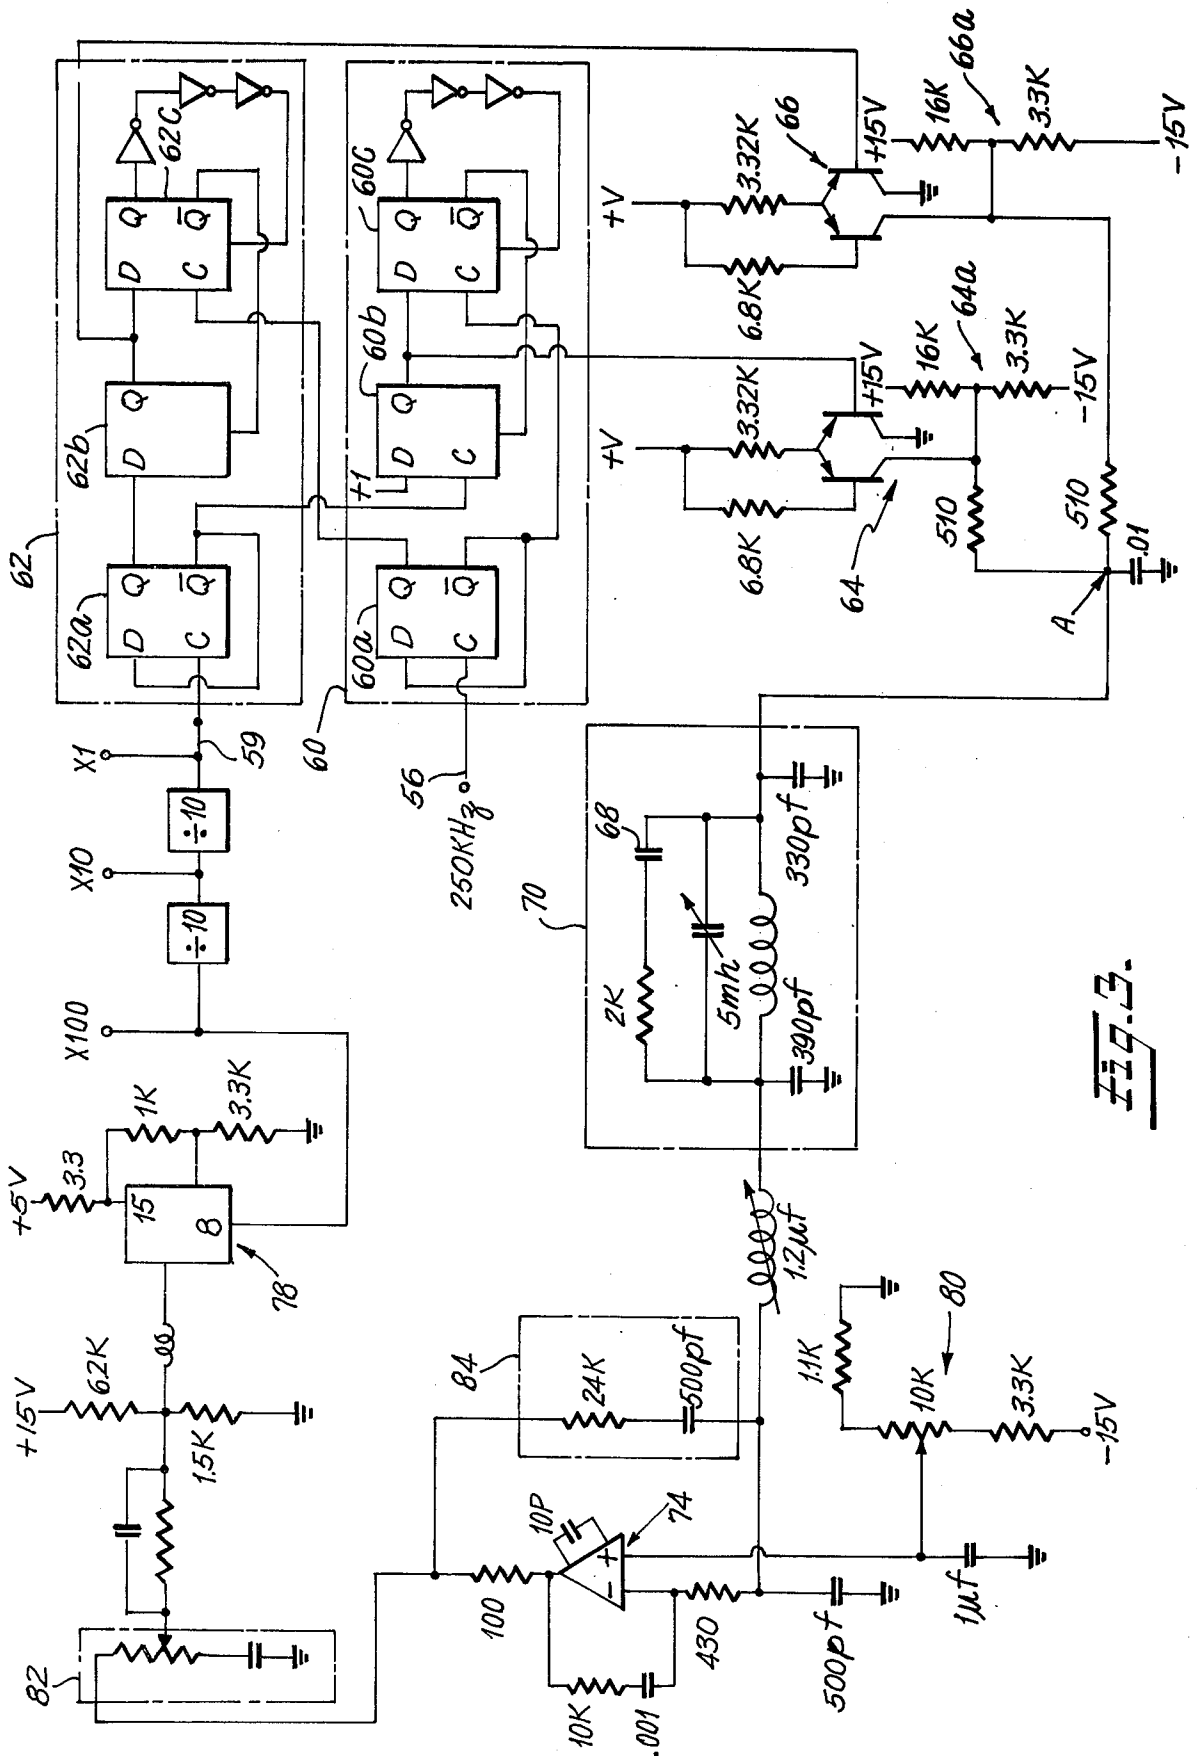 62
62a
D
Q
C
Q̅
62b
D
Q
D
Q
62C
C
Q̅
60
60a
D
Q
C
Q̅
+1
60b
D
Q
C
60C
D
Q
C
Q̅
X1
X10
X100
÷10
÷10
59
56
250KHz
+5V
3.3
1K
3.3K
15
8
78
+15V
62K
1.5K
82
+V
6.8K
3.32K
+15V
16K
64a
3.3K
-15V
64
510
+V
6.8K
3.32K
66
+15V
16K
66a
3.3K
-15V
510
A
.01
70
68
2K
5mh
330pf
390pf
1.2µf
84
24K
500pf
100
10P
+
-
74
10K
.001
430
500pf
1µf
1.1K
10K
80
3.3K
-15V
Fig. 3.